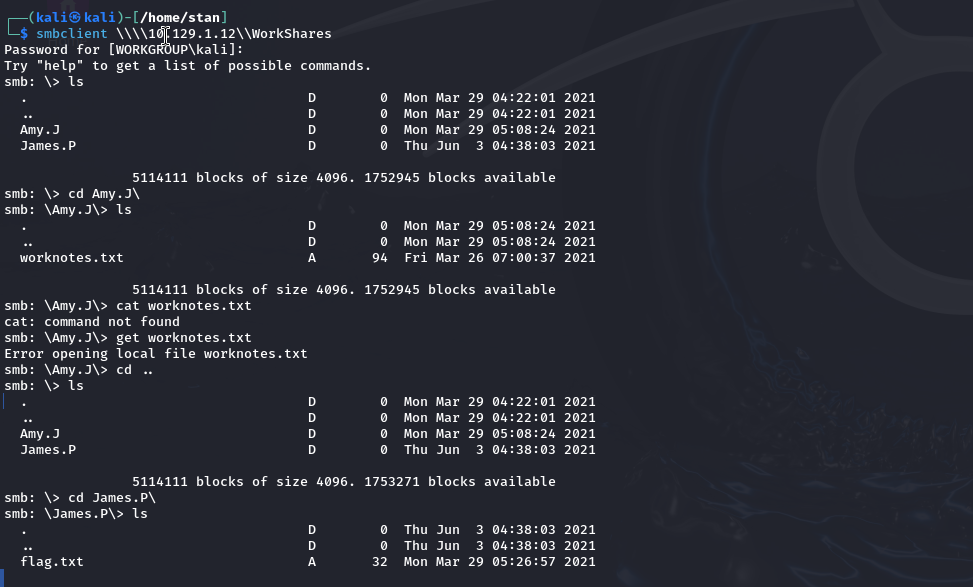 ┌──(kali㉿kali)-[/home/stan]
└─$ smbclient \\\\10.129.1.12\\WorkShares
Password for [WORKGROUP\kali]:
Try "help" to get a list of possible commands.
smb: \> ls
  .                                   D        0  Mon Mar 29 04:22:01 2021
  ..                                  D        0  Mon Mar 29 04:22:01 2021
  Amy.J                               D        0  Mon Mar 29 05:08:24 2021
  James.P                             D        0  Thu Jun  3 04:38:03 2021

                5114111 blocks of size 4096. 1752945 blocks available
smb: \> cd Amy.J\
smb: \Amy.J\> ls
  .                                   D        0  Mon Mar 29 05:08:24 2021
  ..                                  D        0  Mon Mar 29 05:08:24 2021
  worknotes.txt                       A       94  Fri Mar 26 07:00:37 2021

                5114111 blocks of size 4096. 1752945 blocks available
smb: \Amy.J\> cat worknotes.txt
cat: command not found
smb: \Amy.J\> get worknotes.txt
Error opening local file worknotes.txt
smb: \Amy.J\> cd ..
smb: \> ls
  .                                   D        0  Mon Mar 29 04:22:01 2021
  ..                                  D        0  Mon Mar 29 04:22:01 2021
  Amy.J                               D        0  Mon Mar 29 05:08:24 2021
  James.P                             D        0  Thu Jun  3 04:38:03 2021

                5114111 blocks of size 4096. 1753271 blocks available
smb: \> cd James.P\
smb: \James.P\> ls
  .                                   D        0  Thu Jun  3 04:38:03 2021
  ..                                  D        0  Thu Jun  3 04:38:03 2021
  flag.txt                            A       32  Mon Mar 29 05:26:57 2021